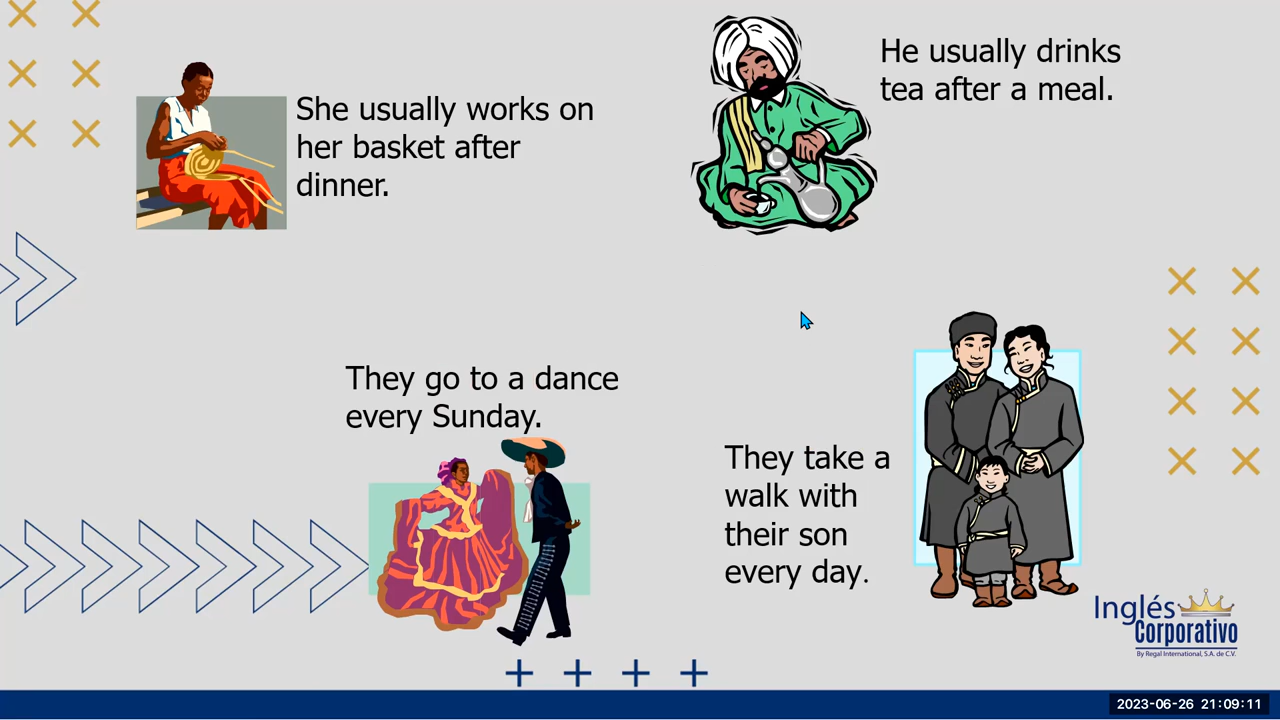 She usually works on
her basket after
dinner.
He usually drinks
tea after a meal.
They go to a dance
every Sunday.
They take a
walk with
their son
every day.
Inglés
Corporativo
By Regal International, S.A. de C.V.
2023-06-26 21:09:11